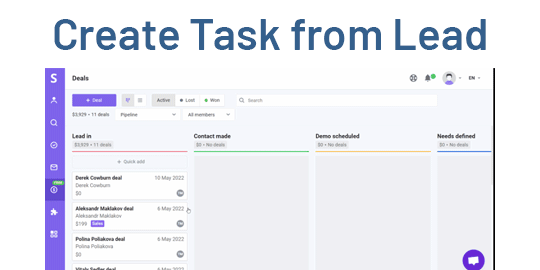 Create Task from Lead
S
Deals
EN
+ Deal
Active
Lost
Won
Search
$3,929 • 11 deals
Pipeline
All members
Lead in
$3,929 • 11 deals
Contact made
$0 • No deals
Demo scheduled
$0 • No deals
Needs defined
$0 • No deals
+ Quick add
Derek Cowburn deal
10 May 2022
Derek Cowburn
$0
Aleksandr Maklakov deal
6 May 2022
Aleksandr Maklakov
$199
Polina Poliakova deal
6 May 2022
Polina Poliakova
$0
Vitaly Sedler deal
6 May 2022